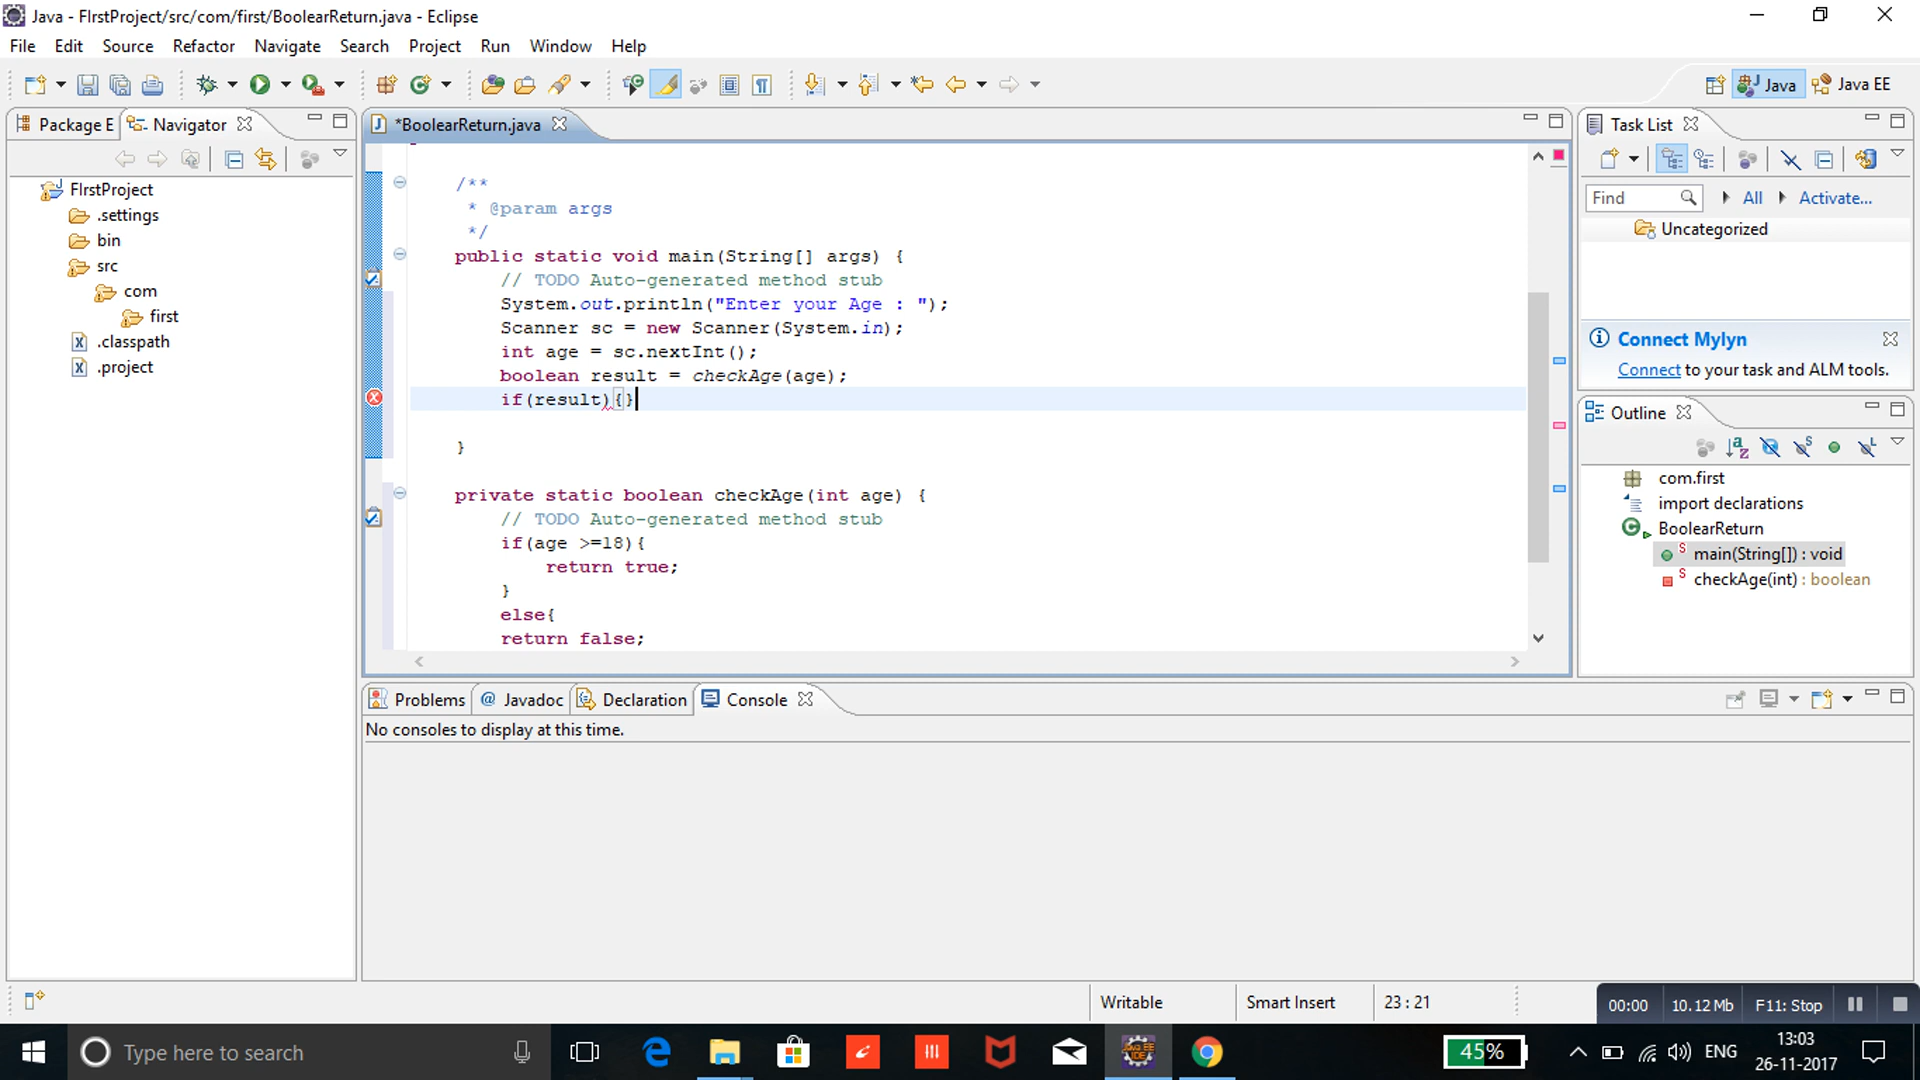 Java - FIrstProject/src/com/first/BoolearReturn.java - Eclipse
File Edit Source Refactor Navigate Search Project Run Window Help
Java Java EE
Package E Navigator
*BoolearReturn.java
Task List
FIrstProject
.settings
bin
src
com
first
.classpath
.project
/**
* @param args
*/
public static void main(String[] args) {
// TODO Auto-generated method stub
System.out.println("Enter your Age : ");
Scanner sc = new Scanner(System.in);
int age = sc.nextInt();
boolean result = checkAge(age);
if(result){}
}
private static boolean checkAge(int age) {
// TODO Auto-generated method stub
if(age >=18){
return true;
}
else{
return false;
Find All Activate...
Uncategorized
Connect Mylyn
Connect to your task and ALM tools.
Outline
com.first
import declarations
BoolearReturn
main(String[]) : void
checkAge(int) : boolean
Problems @ Javadoc Declaration Console
No consoles to display at this time.
Writable Smart Insert 23 : 21
00:00 10.12 Mb F11: Stop
Type here to search
45% ENG 13:03
26-11-2017